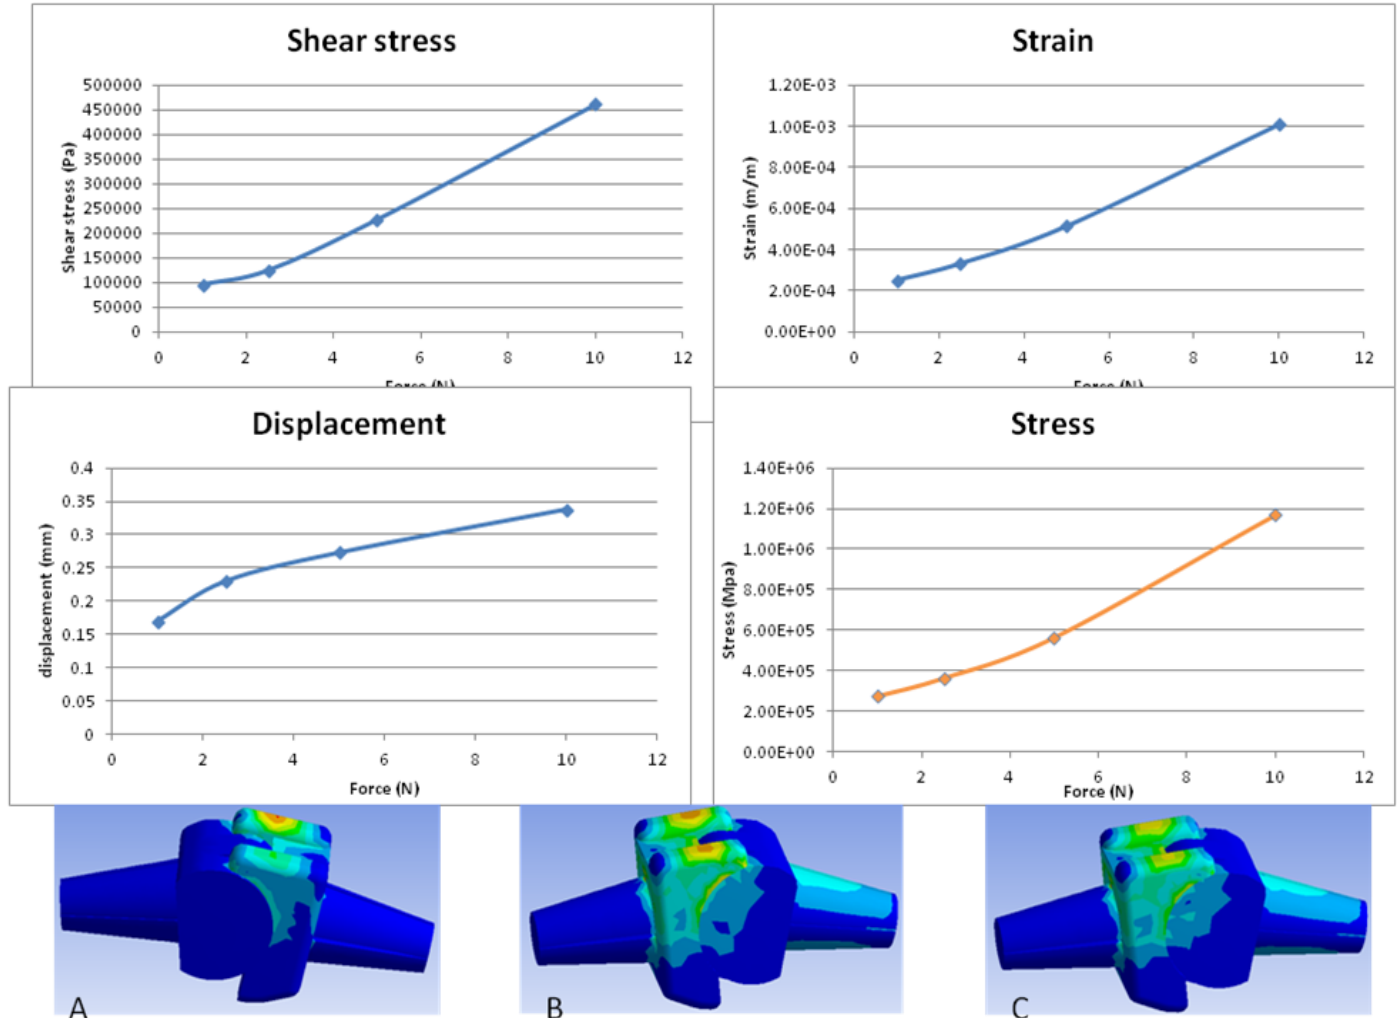 Shear stress
Shear stress (Pa)
500000
450000
400000
350000
300000
250000
200000
150000
100000
50000
0
0 2 4 6 8 10 12
Force (N)
Strain
Strain (m/m)
1.20E-03
1.00E-03
8.00E-04
6.00E-04
4.00E-04
2.00E-04
0.00E+00
0 2 4 6 8 10 12
Force (N)
Displacement
displacement (mm)
0.4
0.35
0.3
0.25
0.2
0.15
0.1
0.05
0
0 2 4 6 8 10 12
Force (N)
Stress
Stress (Mpa)
1.40E+06
1.20E+06
1.00E+06
8.00E+05
6.00E+05
4.00E+05
2.00E+05
0.00E+00
0 2 4 6 8 10 12
Force (N)
A B C